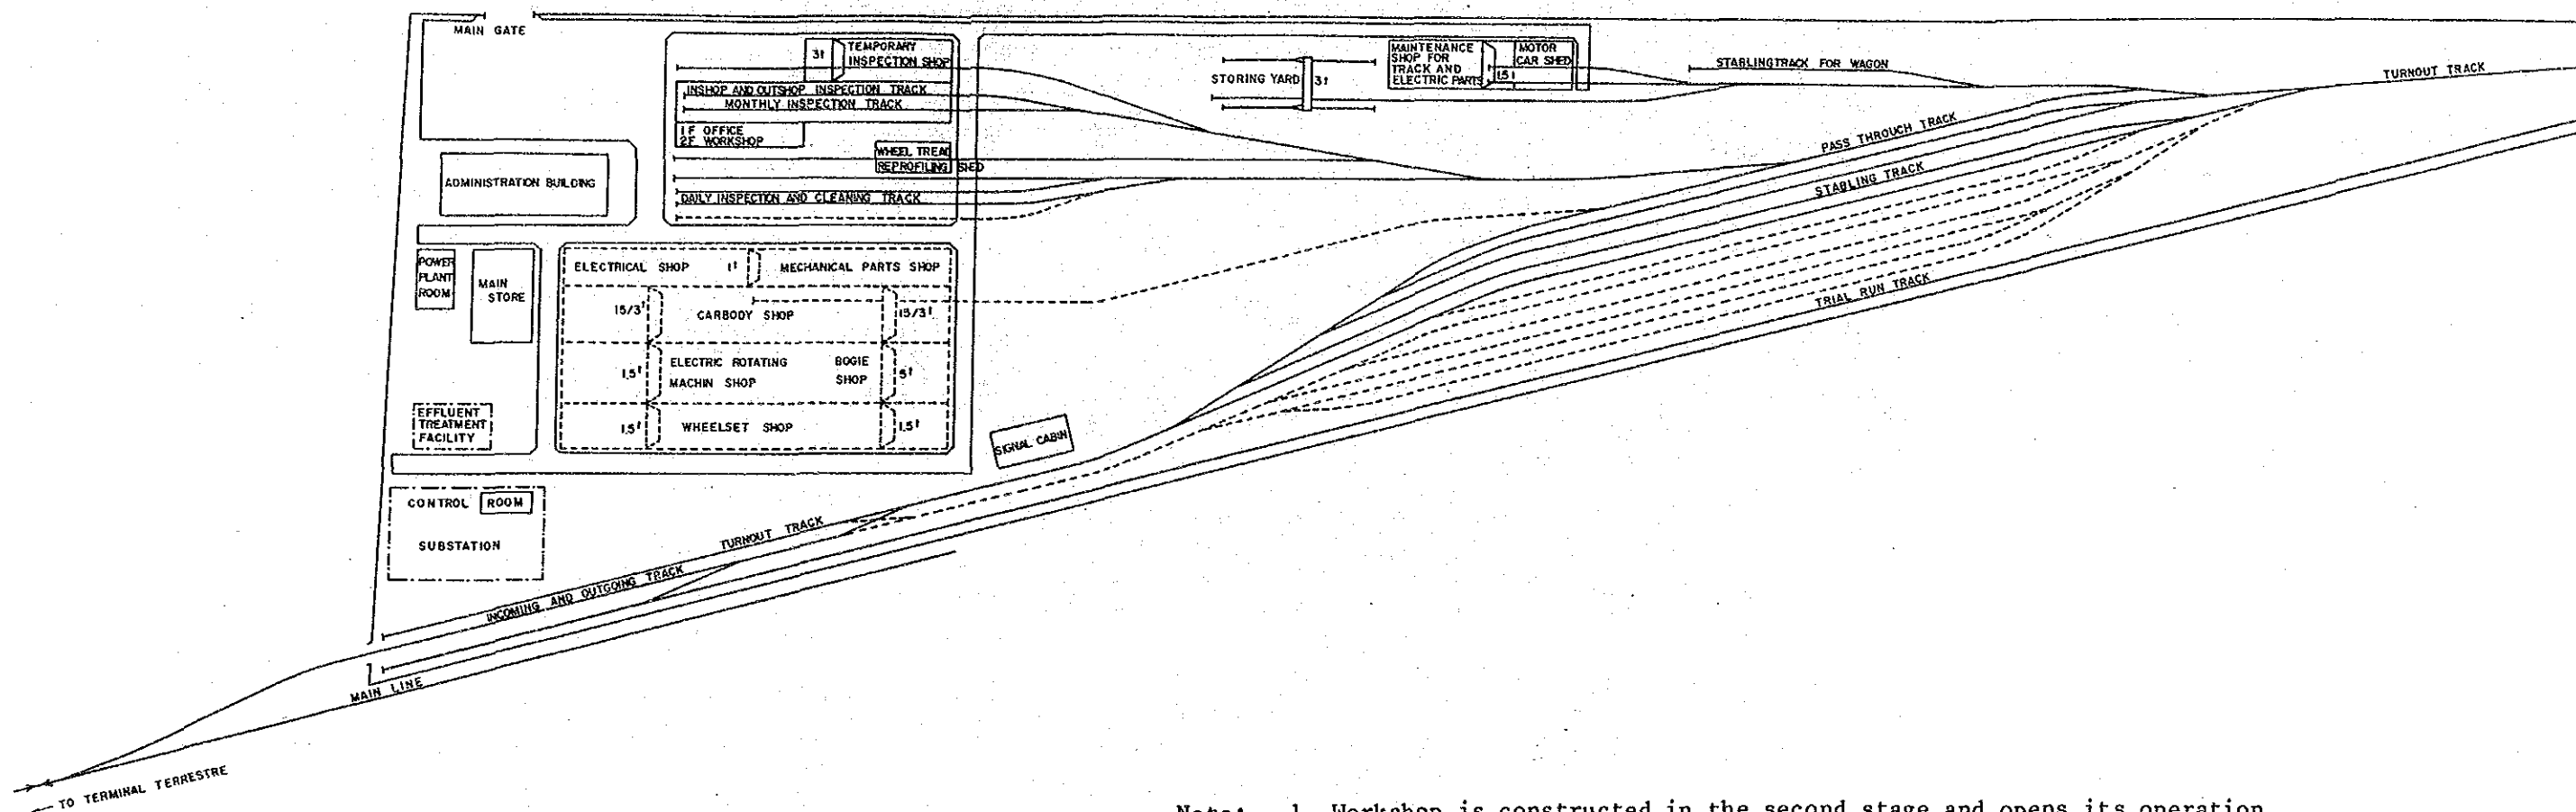 MAIN GATE
3t
TEMPORARY
INSPECTION SHOP
INSHOP AND OUTSHOP INSPECTION TRACK
MONTHLY INSPECTION TRACK
1F OFFICE
2F WORKSHOP
WHEEL TREAD
REPROFILING SHED
DAILY INSPECTION AND CLEANING TRACK
ADMINISTRATION BUILDING
STORING YARD
3t
MAINTENANCE
SHOP FOR
TRACK AND
ELECTRIC PARTS
1.5t
MOTOR
CAR SHED
STABLINGTRACK FOR WAGON
TURNOUT TRACK
PASS THROUGH TRACK
STABLING TRACK
TRIAL RUN TRACK
POWER
PLANT
ROOM
MAIN
STORE
ELECTRICAL SHOP
1t
MECHANICAL PARTS SHOP
15/3t
CARBODY SHOP
15/3t
1.5t
ELECTRIC ROTATING
MACHIN SHOP
BOGIE
SHOP
5t
1.5t
WHEELSET SHOP
1.5t
EFFLUENT
TREATMENT
FACILITY
SIGNAL CABIN
CONTROL ROOM
SUBSTATION
TURNOUT TRACK
INCOMING AND OUTGOING TRACK
MAIN LINE
TO TERMINAL TERRESTRE
Note: 1. Workshop is constructed in the second stage and opens its operation